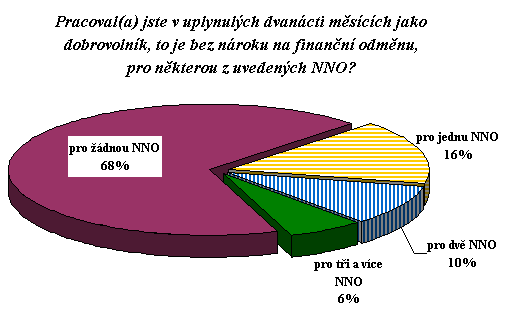 Pracoval(a) jste v uplynulých dvanácti měsících jako
dobrovolník, to je bez nároku na finanční odměnu,
pro některou z uvedených NNO?
pro žádnou NNO
68%
pro jednu NNO
16%
pro dvě NNO
10%
pro tři a více
NNO
6%